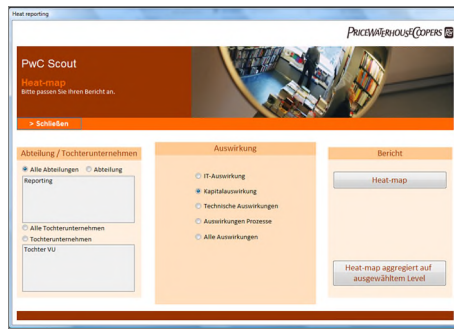 Heat reporting
PRICEWATERHOUSECOOPERS
PwC Scout
Heat-map
Bitte passen Sie Ihren Bericht an.
> Schließen
Abteilung / Tochterunternehmen
Alle Abteilungen Abteilung
Reporting
Alle Tochterunternehmen
Tochterunternehmen
Tochter VU
Auswirkung
IT-Auswirkung
Kapitalauswirkung
Technische Auswirkungen
Auswirkungen Prozesse
Alle Auswirkungen
Bericht
Heat-map
Heat-map aggregiert auf
ausgewähltem Level